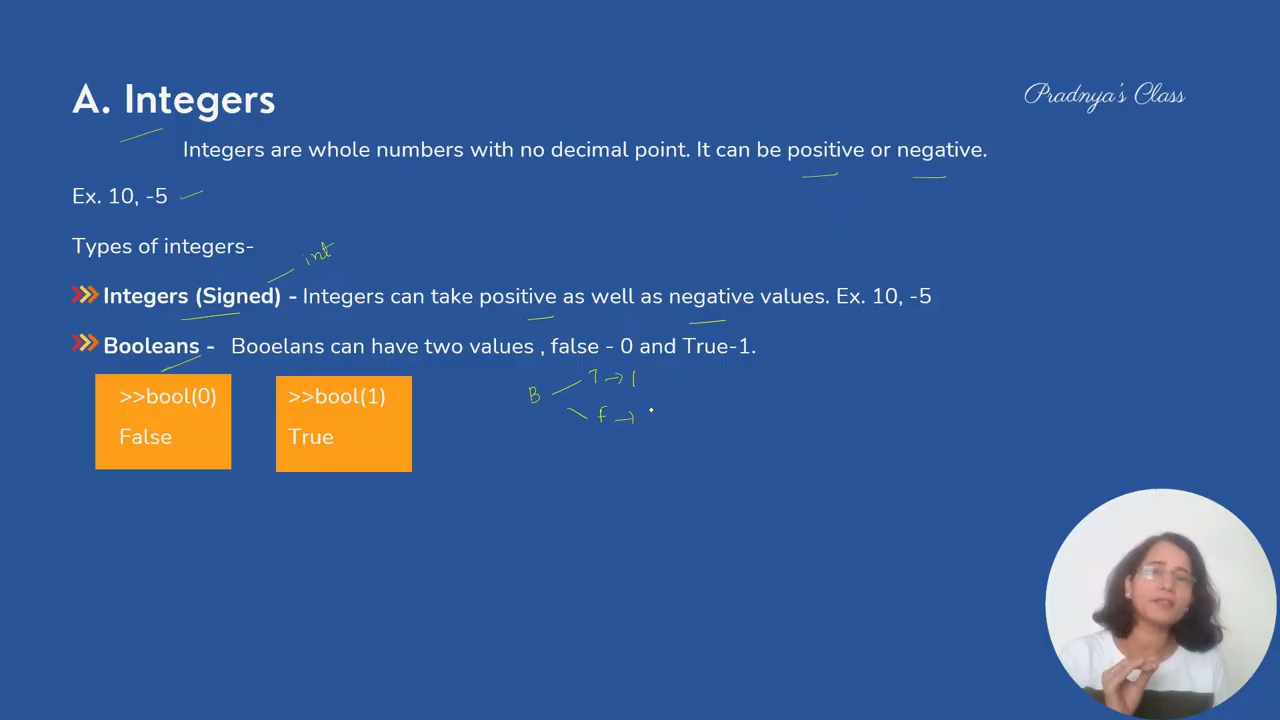 A. Integers
Pradnya's Class
Integers are whole numbers with no decimal point. It can be positive or negative.
Ex. 10, -5
Types of integers-
int
Integers (Signed) - Integers can take positive as well as negative values. Ex. 10, -5
Booleans - Booelans can have two values , false - 0 and True-1.
B T → 1
F →
>>bool(0)
False
>>bool(1)
True